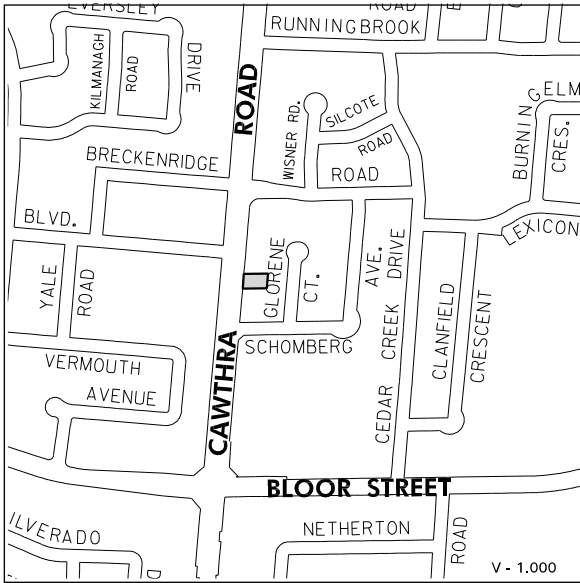 EVERSLEY
ROAD
RUNNINGBROOK
KILMANAGH
ROAD
DRIVE
ROAD
WISNER RD.
SILCOTE
ROAD
BURNING
ELM
CRES.
BRECKENRIDGE
ROAD
BLVD.
LEXICON
YALE
ROAD
GLORENE
CT.
AVE.
CEDAR CREEK DRIVE
CLANFIELD
CRESCENT
SCHOMBERG
VERMOUTH
AVENUE
CAWTHRA
BLOOR STREET
ILVERADO
NETHERTON
ROAD
V - 1.000